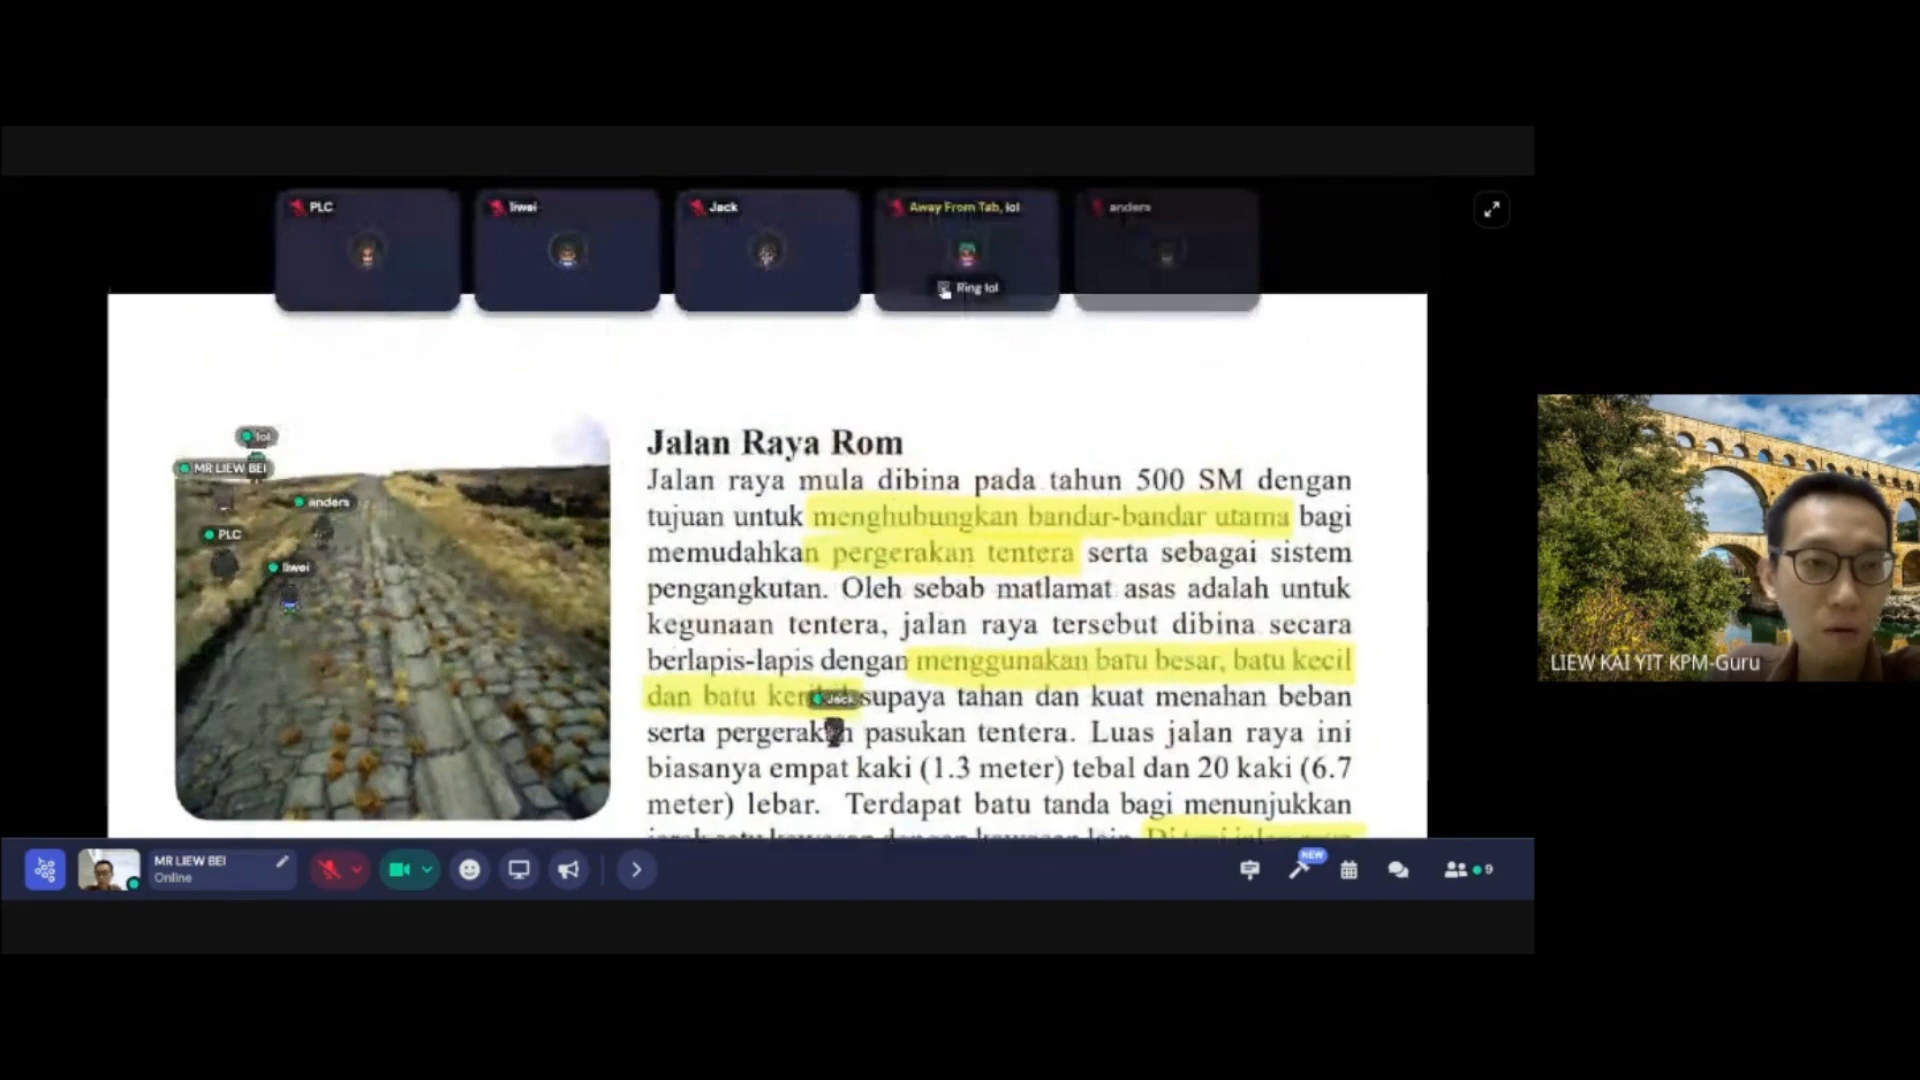 PLC
liwei
Jack
Away From Tab, lol
anders
Ring lol
lol
MR LIEW BEI
anders
PLC
liwei
Jalan Raya Rom
Jalan raya mula dibina pada tahun 500 SM dengan
tujuan untuk menghubungkan bandar-bandar utama bagi
memudahkan pergerakan tentera serta sebagai sistem
pengangkutan. Oleh sebab matlamat asas adalah untuk
kegunaan tentera, jalan raya tersebut dibina secara
berlapis-lapis dengan menggunakan batu besar, batu kecil
dan batu supaya tahan dan kuat menahan beban
Jack
serta pergerakan pasukan tentera. Luas jalan raya ini
biasanya empat kaki (1.3 meter) tebal dan 20 kaki (6.7
meter) lebar. Terdapat batu tanda bagi menunjukkan
LIEW KAI YIT KPM-Guru
MR LIEW BEI
Online
NEW
9